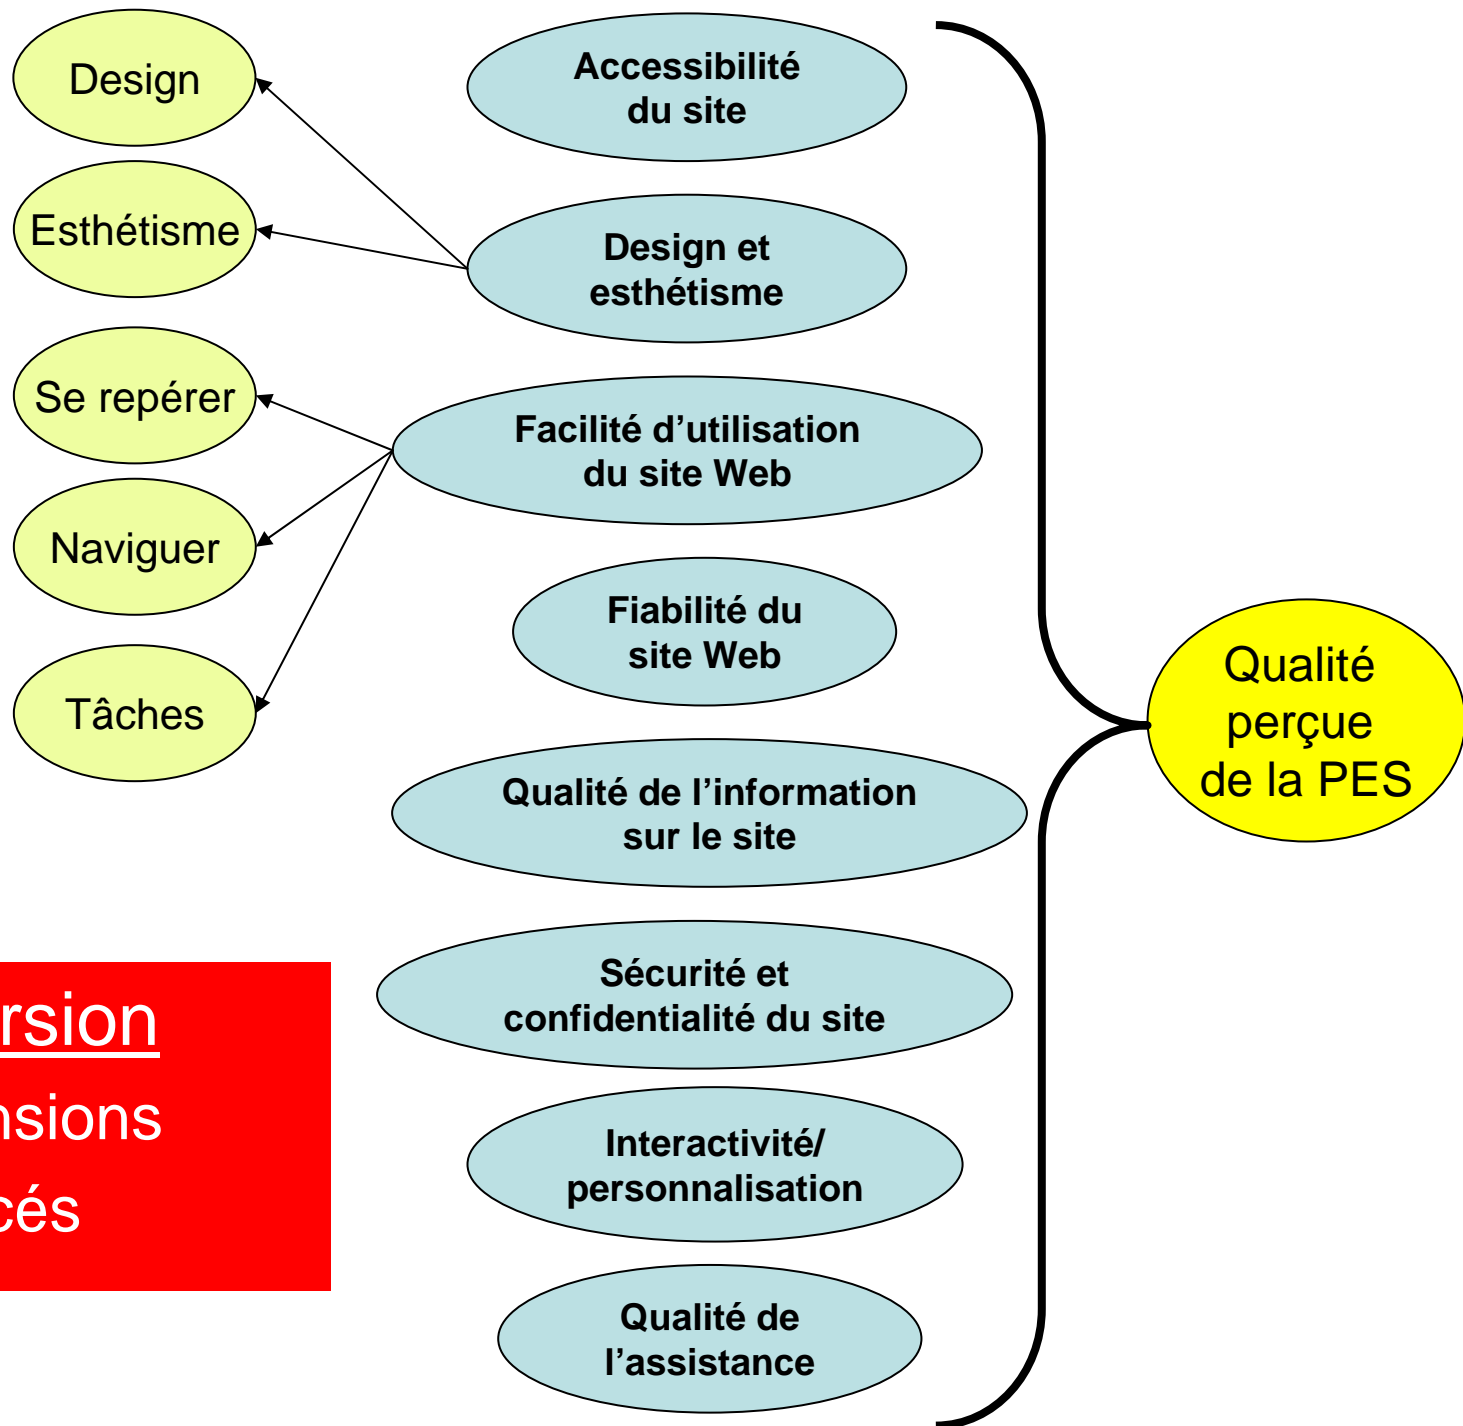 Design
Esthétisme
Se repérer
Naviguer
Tâches
Accessibilité
du site
Design et
esthétisme
Facilité d’utilisation
du site Web
Fiabilité du
site Web
Qualité de l’information
sur le site
Sécurité et
confidentialité du site
Interactivité/
personnalisation
Qualité de
l’assistance
Qualité
perçue
de la PES
rsion
nsions
cés